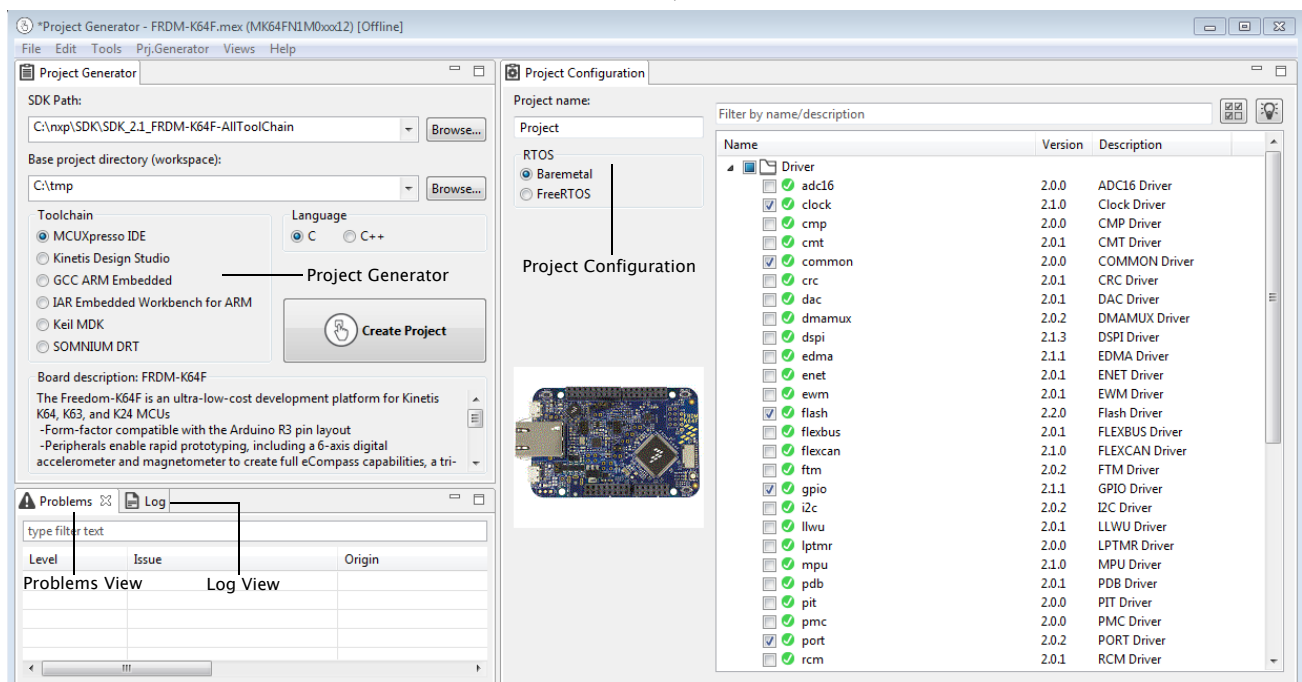 *Project Generator - FRDM-K64F.mex (MK64FN1M0xxx12) [Offline]
File Edit Tools Prj.Generator Views Help
Project Generator
SDK Path:
C:\nxp\SDK\SDK_2.1_FRDM-K64F-AllToolChain
Browse...
Base project directory (workspace):
C:\tmp
Browse...
Toolchain
MCUXpresso IDE
Kinetis Design Studio
GCC ARM Embedded
IAR Embedded Workbench for ARM
Keil MDK
SOMNIUM DRT
Language
C C++
Project Generator
Create Project
Board description: FRDM-K64F
The Freedom-K64F is an ultra-low-cost development platform for Kinetis
K64, K63, and K24 MCUs
-Form-factor compatible with the Arduino R3 pin layout
-Peripherals enable rapid prototyping, including a 6-axis digital
accelerometer and magnetometer to create full eCompass capabilities, a tri-
Problems Log
type filter text
Level Issue Origin
Problems View Log View
Project Configuration
Project name:
Project
RTOS
Baremetal
FreeRTOS
Project Configuration
Filter by name/description
Name Version Description
Driver
adc16 2.0.0 ADC16 Driver
clock 2.1.0 Clock Driver
cmp 2.0.0 CMP Driver
cmt 2.0.1 CMT Driver
common 2.0.0 COMMON Driver
crc 2.0.1 CRC Driver
dac 2.0.1 DAC Driver
dmamux 2.0.2 DMAMUX Driver
dspi 2.1.3 DSPI Driver
edma 2.1.1 EDMA Driver
enet 2.0.1 ENET Driver
ewm 2.0.1 EWM Driver
flash 2.2.0 Flash Driver
flexbus 2.0.1 FLEXBUS Driver
flexcan 2.1.0 FLEXCAN Driver
ftm 2.0.2 FTM Driver
gpio 2.1.1 GPIO Driver
i2c 2.0.2 I2C Driver
llwu 2.0.1 LLWU Driver
lptmr 2.0.0 LPTMR Driver
mpu 2.1.0 MPU Driver
pdb 2.0.1 PDB Driver
pit 2.0.0 PIT Driver
pmc 2.0.0 PMC Driver
port 2.0.2 PORT Driver
rcm 2.0.1 RCM Driver